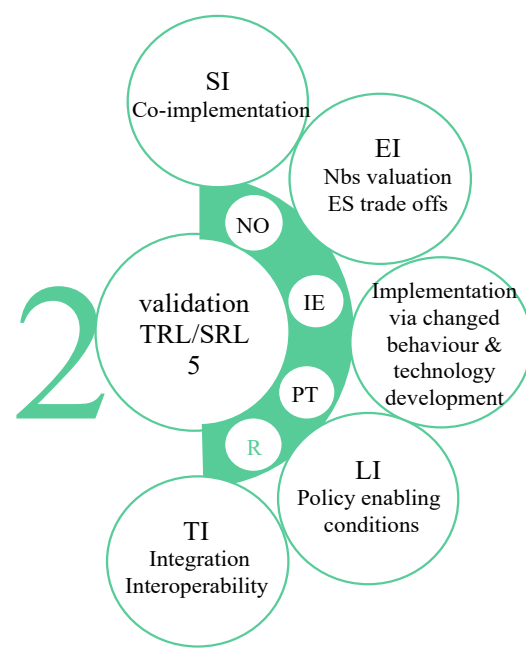 SI
Co-implementation
EI
Nbs valuation
ES trade offs
NO
2
validation
TRL/SRL
5
IE
Implementation
via changed
behaviour &
technology
development
PT
R
LI
Policy enabling
conditions
TI
Integration
Interoperability